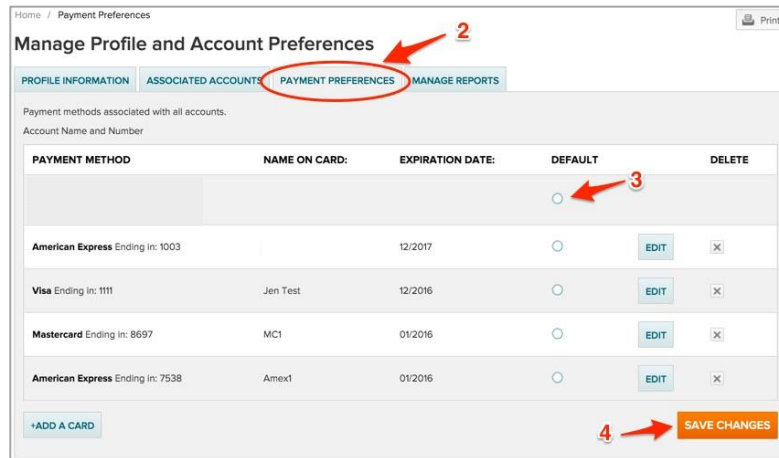 Home / Payment Preferences
Print
2
Manage Profile and Account Preferences
PROFILE INFORMATION ASSOCIATED ACCOUNTS PAYMENT PREFERENCES MANAGE REPORTS
Payment methods associated with all accounts.
Account Name and Number
PAYMENT METHOD NAME ON CARD: EXPIRATION DATE: DEFAULT DELETE
3
American Express Ending in: 1003 12/2017 EDIT
Visa Ending in: 1111 Jen Test 12/2016 EDIT
Mastercard Ending in: 8697 MC1 01/2016 EDIT
American Express Ending in: 7538 Amex1 01/2016 EDIT
+ADD A CARD 4 SAVE CHANGES